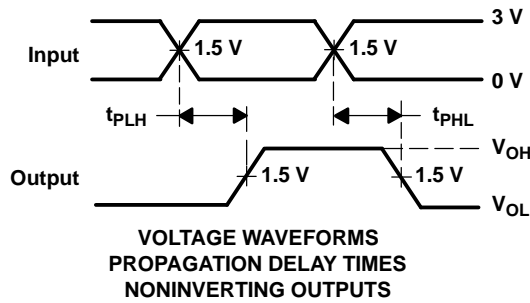 3 V
Input
1.5 V
1.5 V
0 V
tPLH
tPHL
VOH
Output
1.5 V
1.5 V
VOL
VOLTAGE WAVEFORMS
PROPAGATION DELAY TIMES
NONINVERTING OUTPUTS